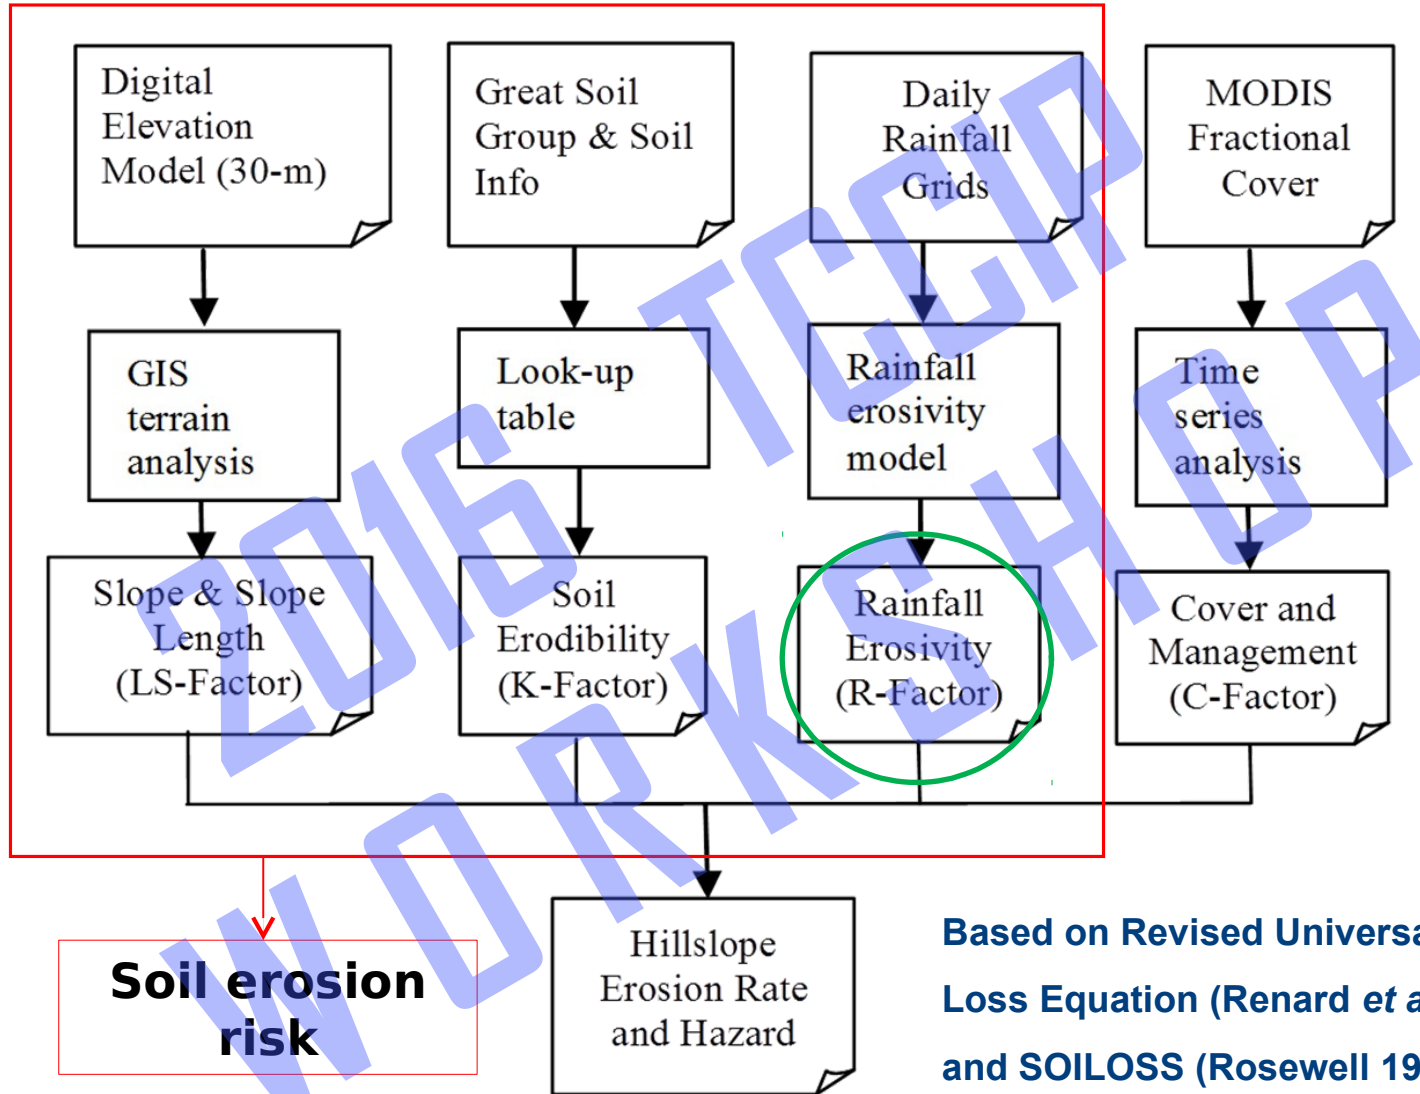 Digital
Elevation
Model (30-m)
Great Soil
Group & Soil
Info
Daily
Rainfall
Grids
MODIS
Fractional
Cover
GIS
terrain
analysis
Look-up
table
Rainfall
erosivity
model
Time
series
analysis
Slope & Slope
Length
(LS-Factor)
Soil
Erodibility
(K-Factor)
Rainfall
Erosivity
(R-Factor)
Cover and
Management
(C-Factor)
Soil erosion
risk
Hillslope
Erosion Rate
and Hazard
Based on Revised
Loss Equation (Renard et
and SOILOSS (Rosewell
2016 TCCIP
WORKSHOP